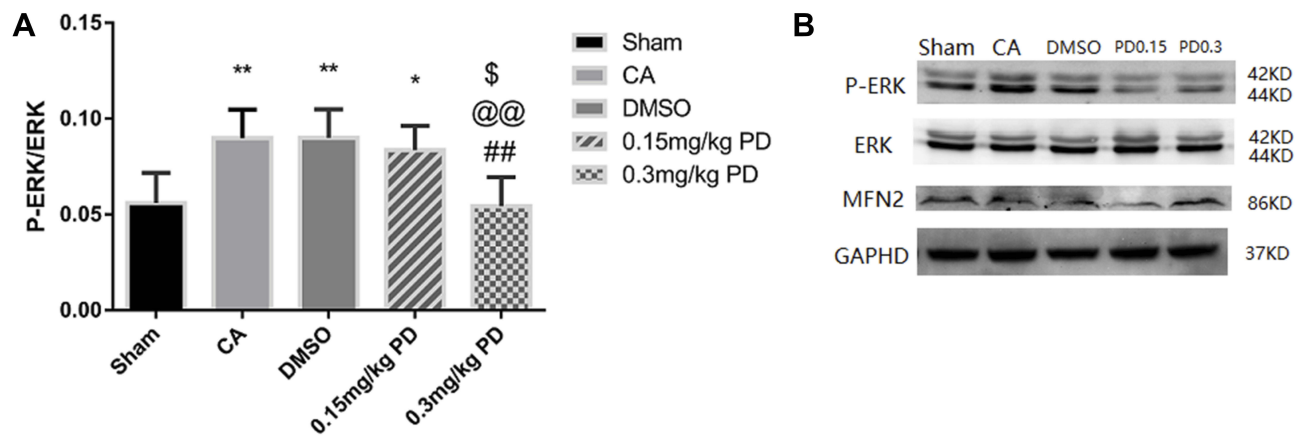 A
P-ERK/ERK
0.15
0.10
0.05
0.00
**
**
*
$
@@
##
Sham
CA
DMSO
0.15mg/kg PD
0.3mg/kg PD
Sham
CA
DMSO
0.15mg/kg PD
0.3mg/kg PD
B
Sham CA DMSO PD0.15 PD0.3
P-ERK
42KD
44KD
ERK
42KD
44KD
MFN2
86KD
GAPHD
37KD